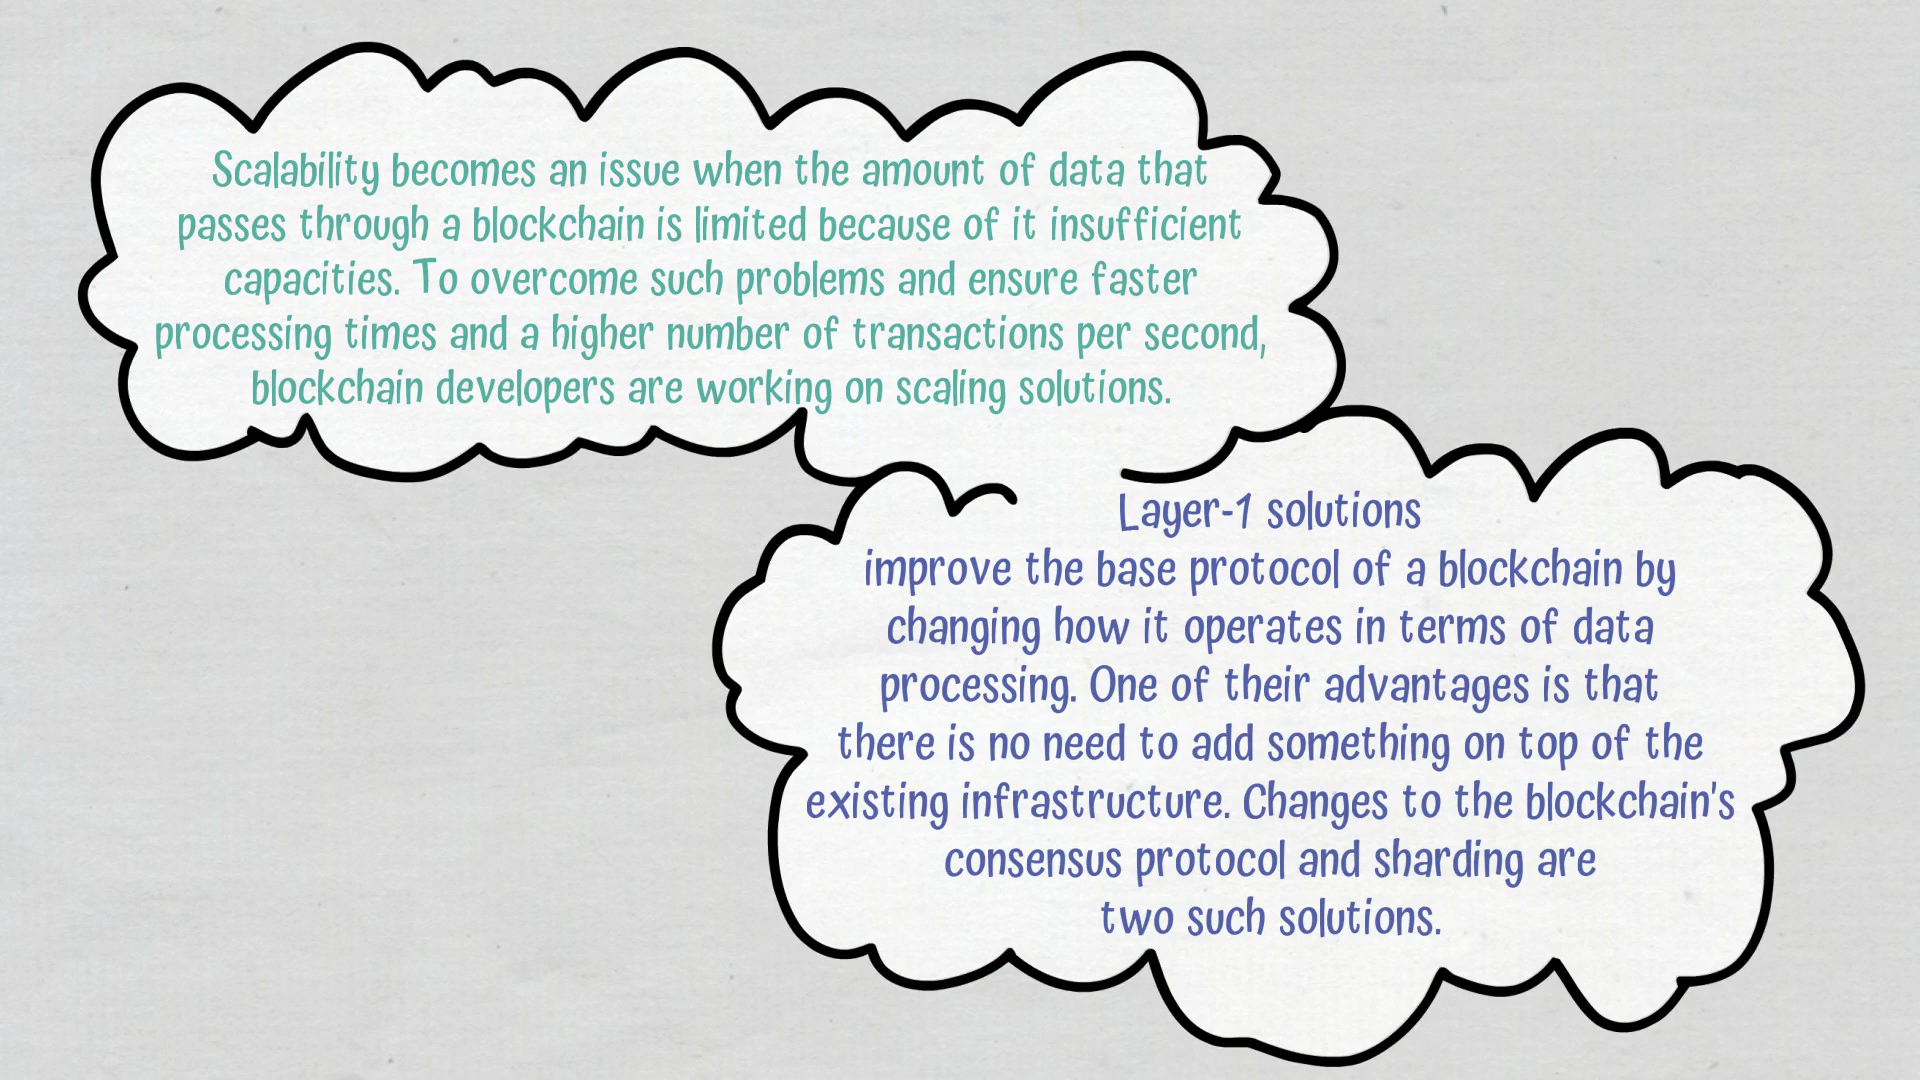 Scalability becomes an issue when the amount of data that
passes through a blockchain is limited because of it insufficient
capacities. To overcome such problems and ensure faster
processing times and a higher number of transactions per second,
blockchain developers are working on scaling solutions.
Layer-1 solutions
improve the base protocol of a blockchain by
changing how it operates in terms of data
processing. One of their advantages is that
there is no need to add something on top of the
existing infrastructure. Changes to the blockchain's
consensus protocol and sharding are
two such solutions.